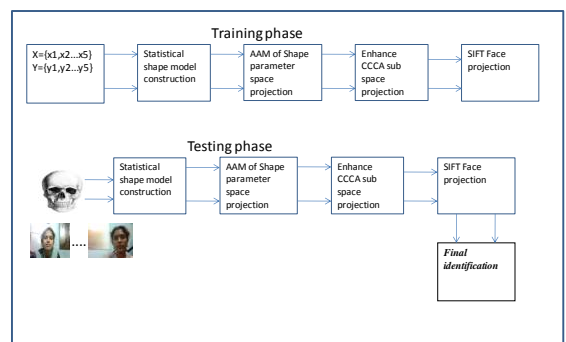 Training phase
X={x1,x2...x5}
Y={y1,y2...y5}
Statistical
shape model
construction
AAM of Shape
parameter
space
projection
Enhance
CCCA sub
space
projection
SIFT Face
projection
Testing phase
Statistical
shape model
construction
AAM of Shape
parameter
space
projection
Enhance
CCCA sub
space
projection
SIFT Face
projection
....
Final
identification